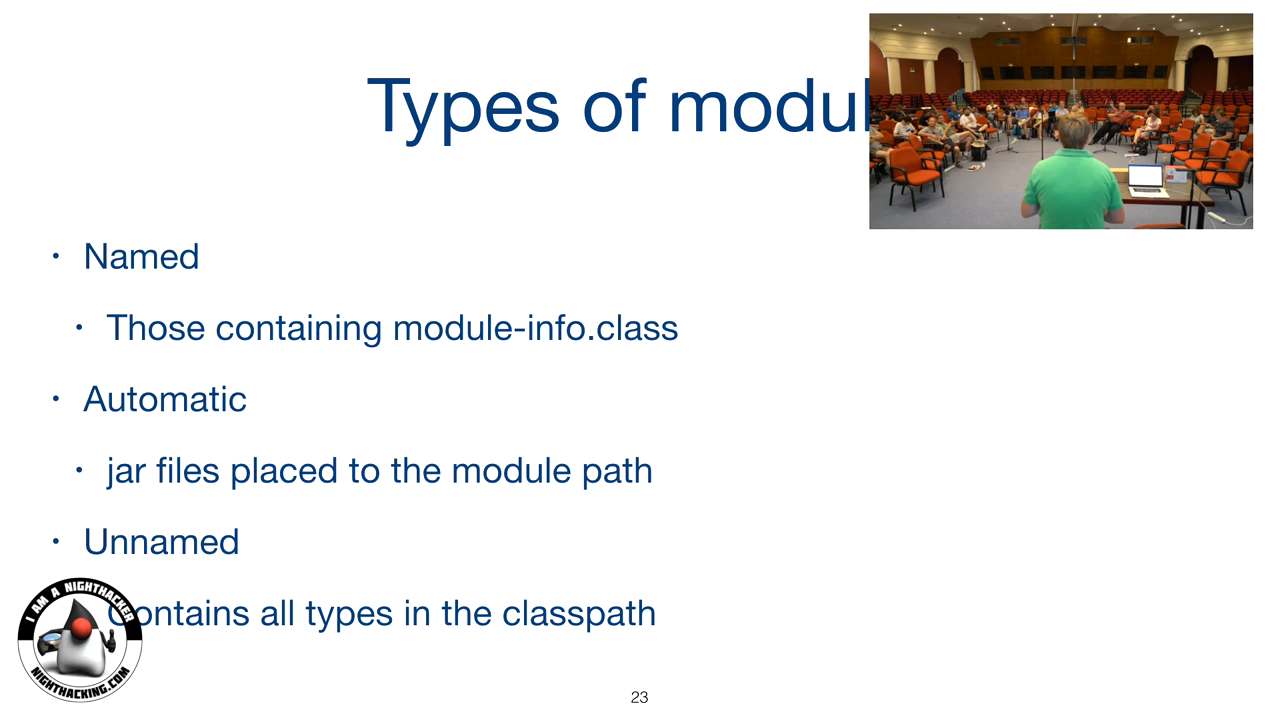 Types of modul
• Named
• Those containing module-info.class
• Automatic
• jar files placed to the module path
• Unnamed
Contains all types in the classpath
I AM A NIGHTHACKER
NIGHTHACKING.COM
23